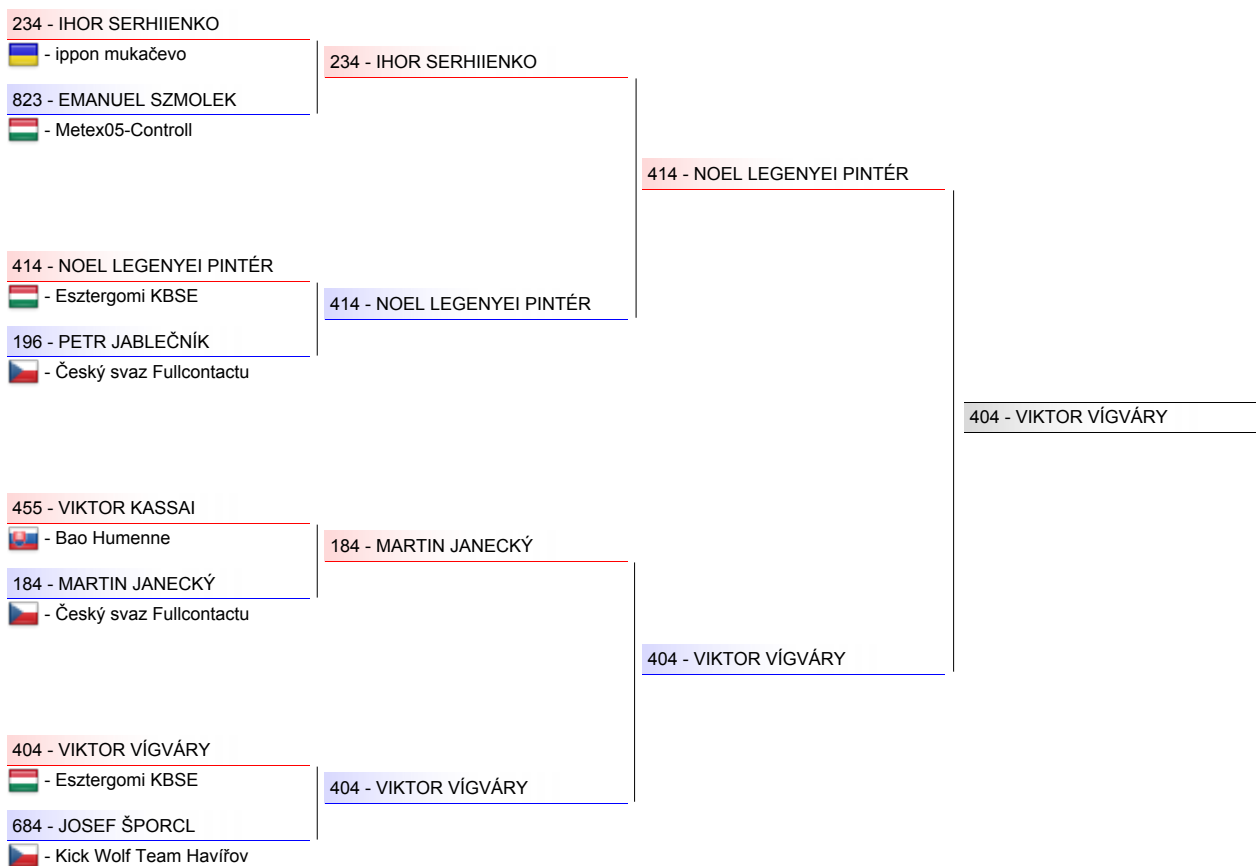 234 - IHOR SERHIIENKO
- ippon mukačevo
234 - IHOR SERHIIENKO
823 - EMANUEL SZMOLEK
- Metex05-Controll
414 - NOEL LEGENYEI PINTÉR
414 - NOEL LEGENYEI PINTÉR
- Esztergomi KBSE
414 - NOEL LEGENYEI PINTÉR
196 - PETR JABLEČNÍK
- Český svaz Fullcontactu
404 - VIKTOR VÍGVÁRY
455 - VIKTOR KASSAI
- Bao Humenne
184 - MARTIN JANECKÝ
184 - MARTIN JANECKÝ
- Český svaz Fullcontactu
404 - VIKTOR VÍGVÁRY
404 - VIKTOR VÍGVÁRY
- Esztergomi KBSE
404 - VIKTOR VÍGVÁRY
684 - JOSEF ŠPORCL
- Kick Wolf Team Havířov